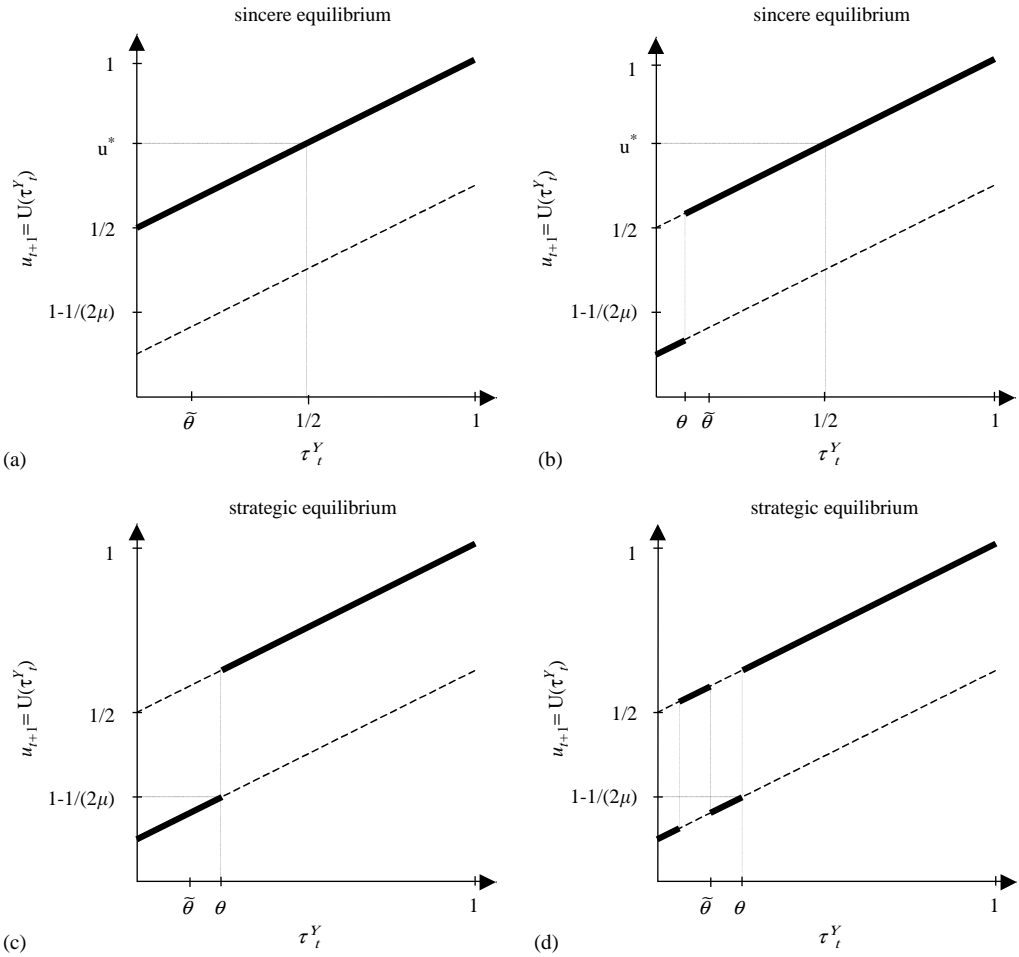 sincere equilibrium
1
u*
1/2
1-1/(2μ)
u_{t+1} = U(τ^Y_t)
θ̃
1/2
1
τ^Y_t
(a)
sincere equilibrium
1
u*
1/2
1-1/(2μ)
u_{t+1} = U(τ^Y_t)
θ
θ̃
1/2
1
τ^Y_t
(b)
strategic equilibrium
1
1/2
1-1/(2μ)
u_{t+1} = U(τ^Y_t)
θ̃
θ
1
τ^Y_t
(c)
strategic equilibrium
1
1/2
1-1/(2μ)
u_{t+1} = U(τ^Y_t)
θ̃
θ
1
τ^Y_t
(d)